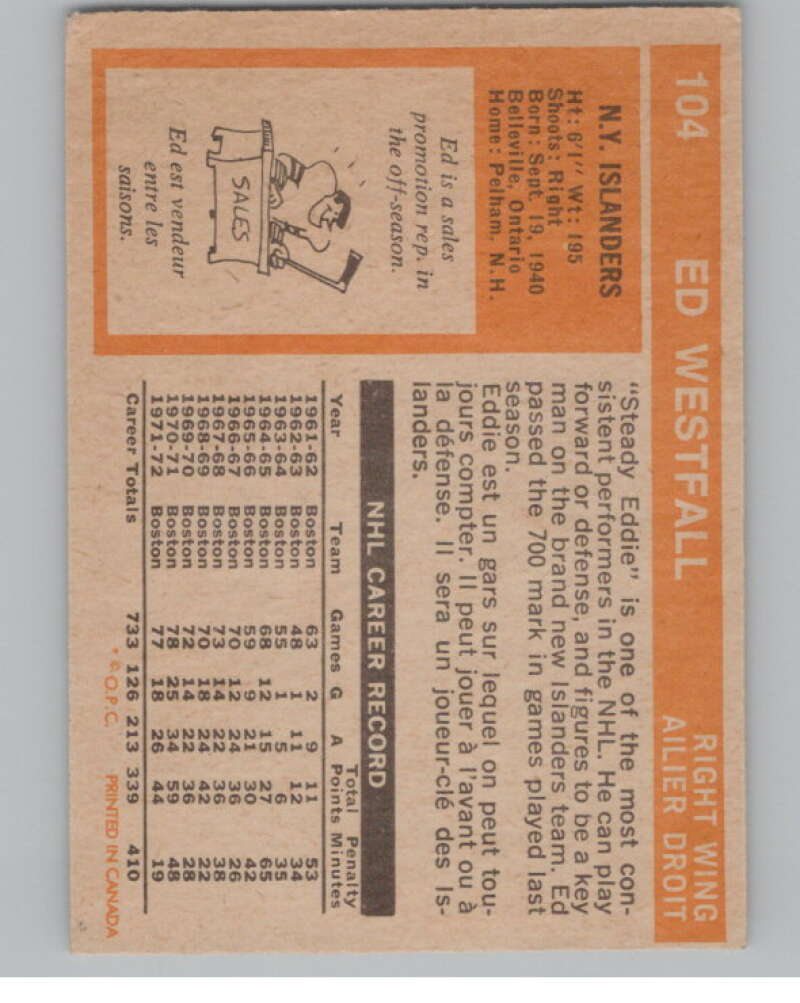 104 ED WESTFALL RIGHT WING
AILIER DROIT
N.Y. ISLANDERS
Ht: 6'1" Wt: 195
Shoots: Right
Born: Sept. 19, 1940
Belleville, Ontario
Home: Pelham, N.H.
Ed is a sales
promotion rep. in
the off-season.
SALES
Ed est vendeur
entre les
saisons.
"Steady Eddie" is one of the most con-
sistent performers in the NHL. He can play
forward or defense, and figures to be a key
man on the brand new Islanders team. Ed
passed the 700 mark in games played last
season.
Eddie est un gars sur lequel on peut tou-
jours compter. Il peut jouer à l'avant ou à
la défense. Il sera un joueur-clé des Is-
landers.
NHL CAREER RECORD
Total Penalty
Year Team Games G A Points Minutes
1961-62 Boston 63 2 9 11 53
1962-63 Boston 48 1 11 12 34
1963-64 Boston 55 1 5 6 35
1964-65 Boston 68 12 15 27 65
1965-66 Boston 59 9 21 30 42
1966-67 Boston 70 12 24 36 26
1967-68 Boston 73 14 22 36 38
1968-69 Boston 70 18 24 42 22
1969-70 Boston 72 14 22 36 28
1970-71 Boston 78 25 34 59 48
1971-72 Boston 77 18 26 44 19
Career Totals 733 126 213 339 410
* © O.P.C. PRINTED IN CANADA